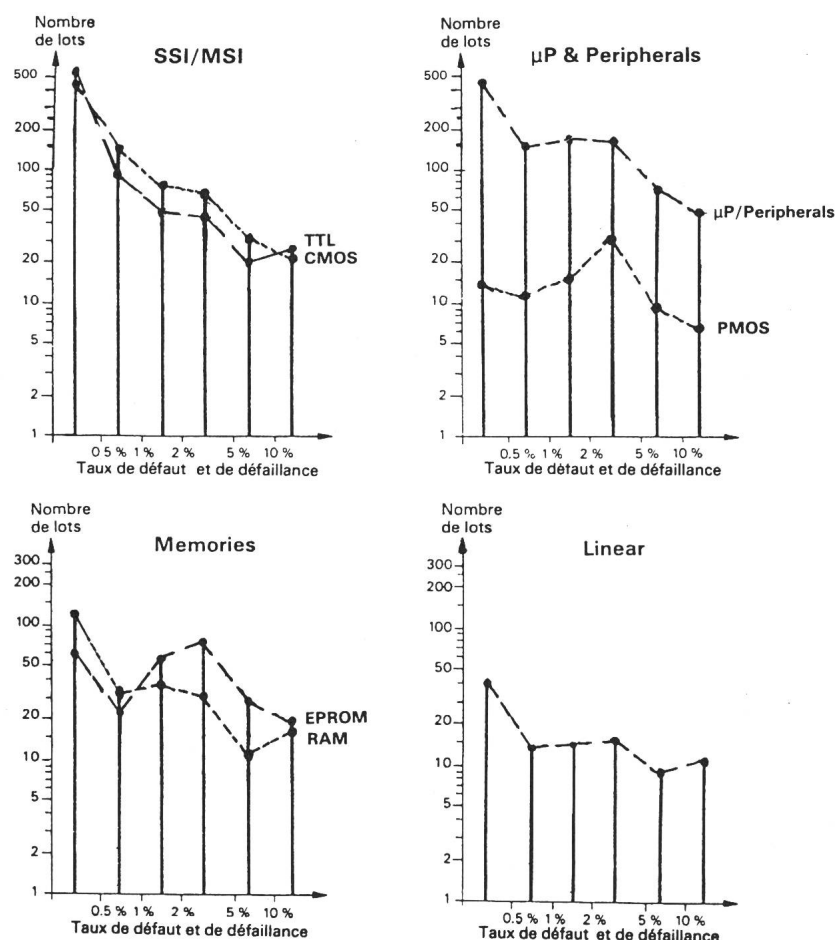 Nombre
de lots
SSI/MSI
500
200
100
50
20
10
5
2
1
TTL
CMOS
0 5 % 1 % 2 % 5 % 10 %
Taux de défaut et de défaillance
Nombre
de lots
µP & Peripherals
500
200
100
50
20
10
5
2
1
µP/Peripherals
PMOS
0.5 % 1 % 2 % 5 % 10 %
Taux de détaut et de défaillance
Nombre
de lots
Memories
300
200
100
50
20
10
5
2
1
EPROM
RAM
0.5 % 1 % 2 % 5 % 10 %
Taux de défaut et de défaillance
Nombre
de lots
Linear
300
200
100
50
20
10
5
2
1
0.5 % 1 % 2 % 5 % 10 %
Taux de défaut et de défaillance